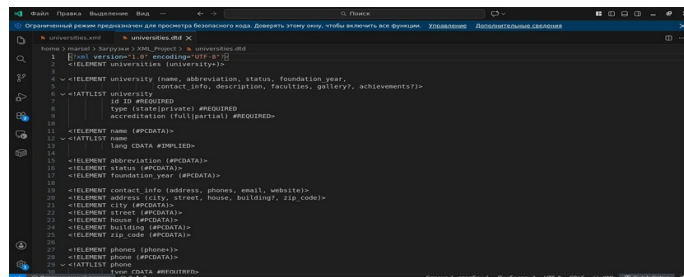 Файл Правка Выделение Вид ··· Поиск
Ограниченный режим предназначен для просмотра безопасного кода. Доверять этому окну, чтобы включить все функции. Управление Дополнительные сведения
universities.xml universities.dtd
home > marsel > Загрузки > XML_Project > universities.dtd
1 <?xml version="1.0" encoding="UTF-8"?>
2 <!ELEMENT universities (university+)>
3
4 <!ELEMENT university (name, abbreviation, status, foundation_year,
5 contact_info, description, faculties, gallery?, achievements?)>
6 <!ATTLIST university
7 id ID #REQUIRED
8 type (state|private) #REQUIRED
9 accreditation (full|partial) #REQUIRED>
10
11 <!ELEMENT name (#PCDATA)>
12 <!ATTLIST name
13 lang CDATA #IMPLIED>
14
15 <!ELEMENT abbreviation (#PCDATA)>
16 <!ELEMENT status (#PCDATA)>
17 <!ELEMENT foundation_year (#PCDATA)>
18
19 <!ELEMENT contact_info (address, phones, email, website)>
20 <!ELEMENT address (city, street, house, building?, zip_code)>
21 <!ELEMENT city (#PCDATA)>
22 <!ELEMENT street (#PCDATA)>
23 <!ELEMENT house (#PCDATA)>
24 <!ELEMENT building (#PCDATA)>
25 <!ELEMENT zip_code (#PCDATA)>
26
27 <!ELEMENT phones (phone+)>
28 <!ELEMENT phone (#PCDATA)>
29 <!ATTLIST phone
30 type CDATA #REQUIRED>